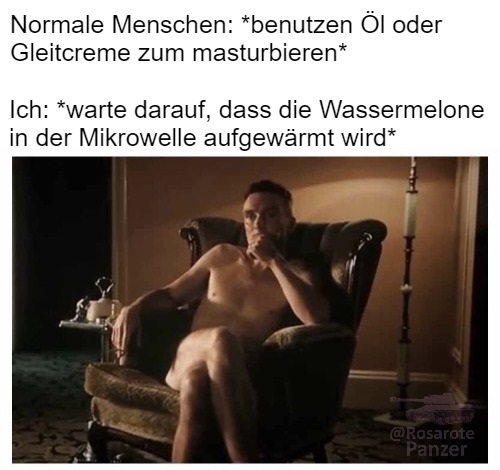 Normale Menschen: *benutzen Öl oder
Gleitcreme zum masturbieren*
Ich: *warte darauf, dass die Wassermelone
in der Mikrowelle aufgewärmt wird*
@Rosarote
Panzer